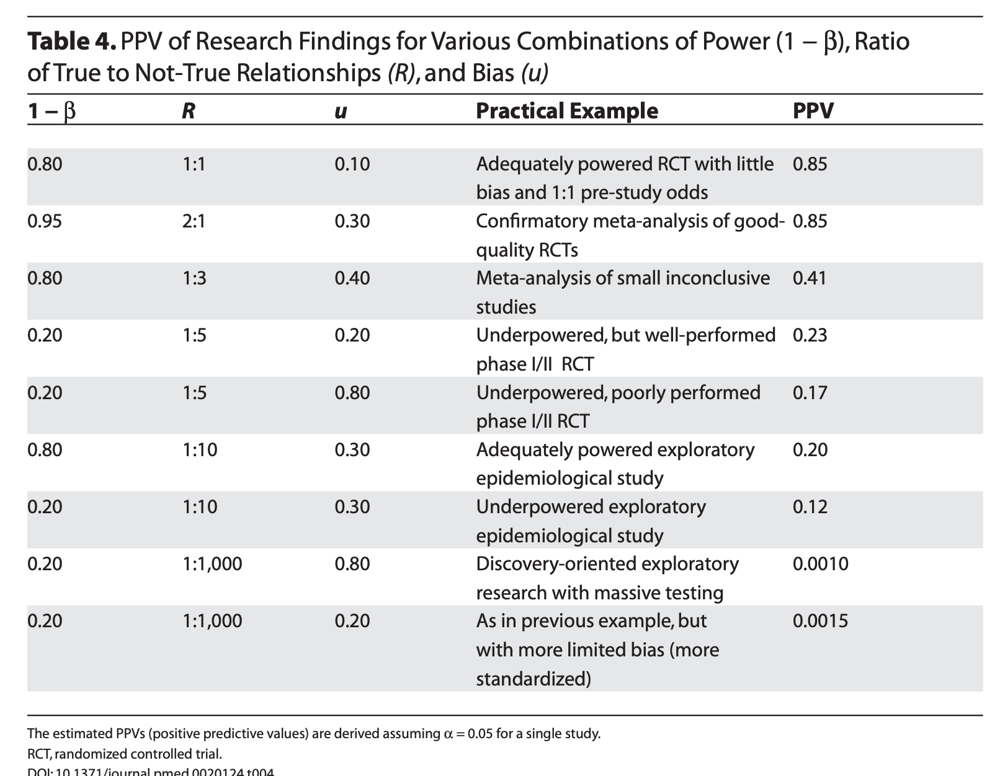 Table 4. PPV of Research Findings for Various Combinations of Power (1 − β), Ratio
of True to Not-True Relationships (R), and Bias (u)
1 − β R u Practical Example PPV
0.80 1:1 0.10 Adequately powered RCT with little 0.85
bias and 1:1 pre-study odds
0.95 2:1 0.30 Confirmatory meta-analysis of good- 0.85
quality RCTs
0.80 1:3 0.40 Meta-analysis of small inconclusive 0.41
studies
0.20 1:5 0.20 Underpowered, but well-performed 0.23
phase I/II RCT
0.20 1:5 0.80 Underpowered, poorly performed 0.17
phase I/II RCT
0.80 1:10 0.30 Adequately powered exploratory 0.20
epidemiological study
0.20 1:10 0.30 Underpowered exploratory 0.12
epidemiological study
0.20 1:1,000 0.80 Discovery-oriented exploratory 0.0010
research with massive testing
0.20 1:1,000 0.20 As in previous example, but 0.0015
with more limited bias (more
standardized)
The estimated PPVs (positive predictive values) are derived assuming α = 0.05 for a single study.
RCT, randomized controlled trial.
DOI: 10.1371/journal.pmed.0020124.t004